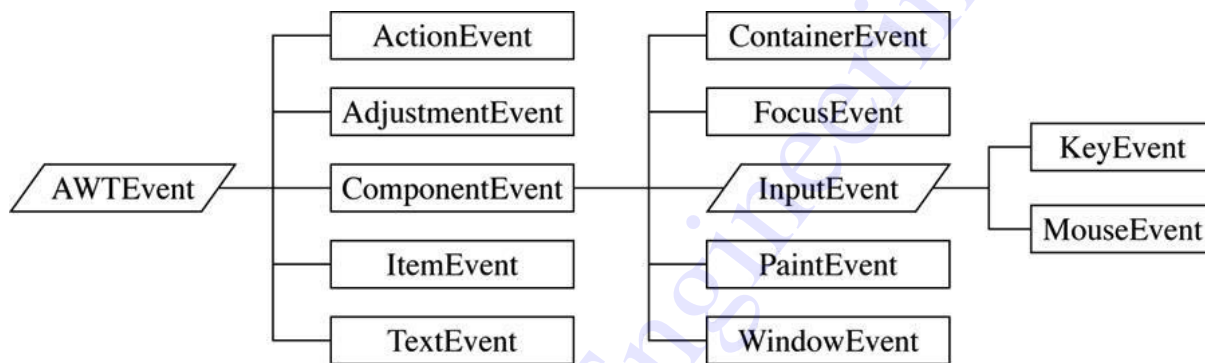 AWTEvent
ActionEvent
AdjustmentEvent
ComponentEvent
ItemEvent
TextEvent
ContainerEvent
FocusEvent
InputEvent
PaintEvent
WindowEvent
KeyEvent
MouseEvent